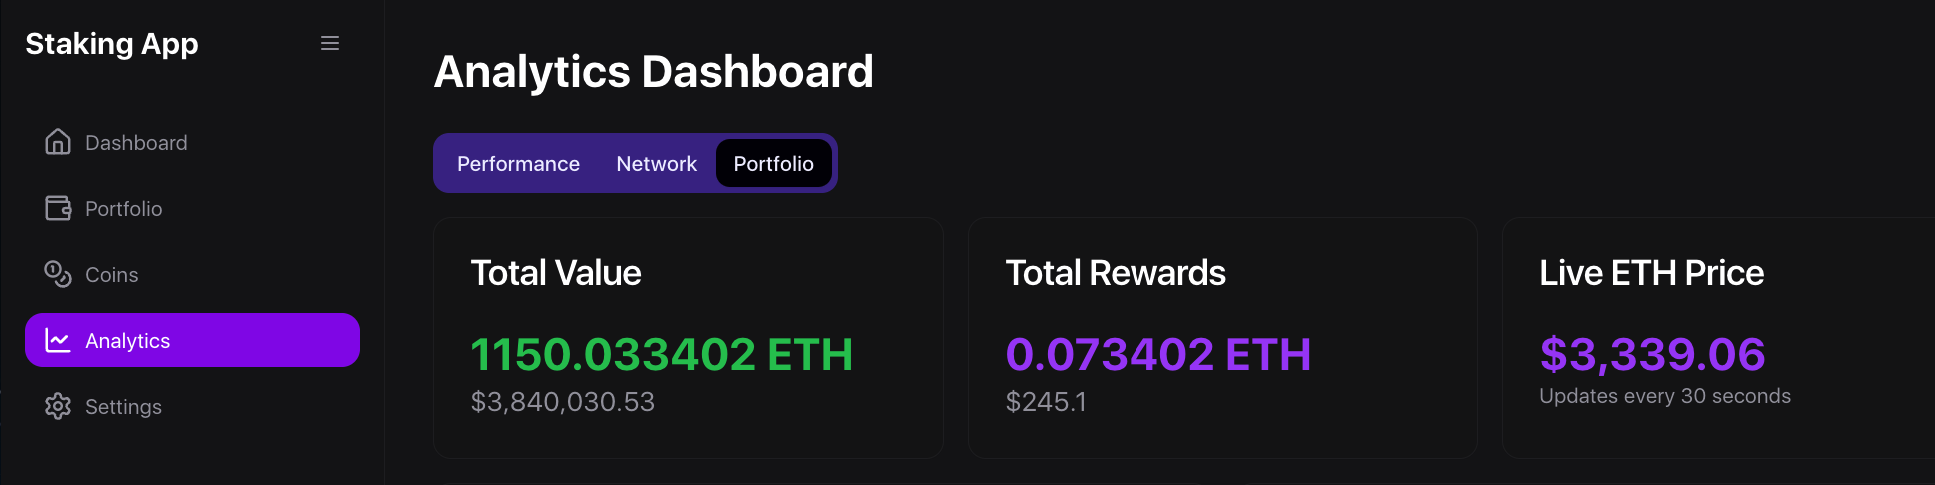 Staking App
Dashboard
Portfolio
Coins
Analytics
Settings
Analytics Dashboard
Performance Network Portfolio
Total Value
1150.033402 ETH
$3,840,030.53
Total Rewards
0.073402 ETH
$245.1
Live ETH Price
$3,339.06
Updates every 30 seconds